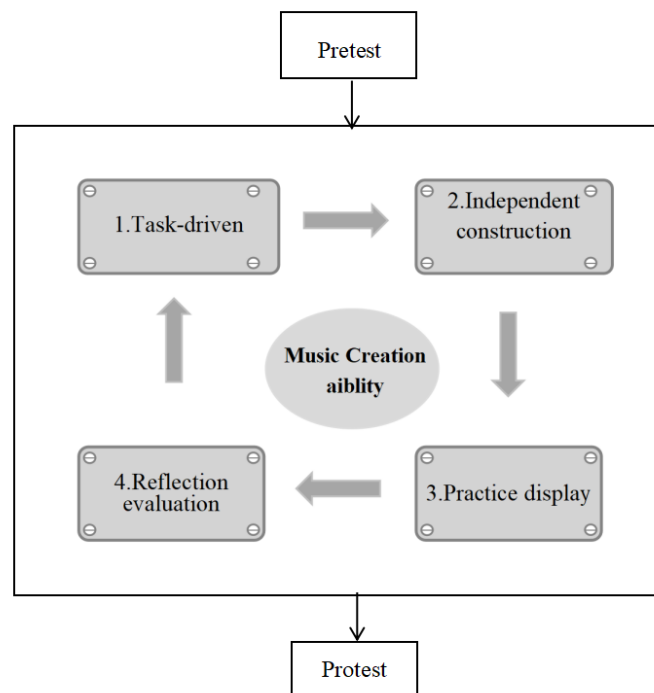 Pretest
1.Task-driven
2.Independent
construction
Music Creation
aiblity
4.Reflection
evaluation
3.Practice display
Protest